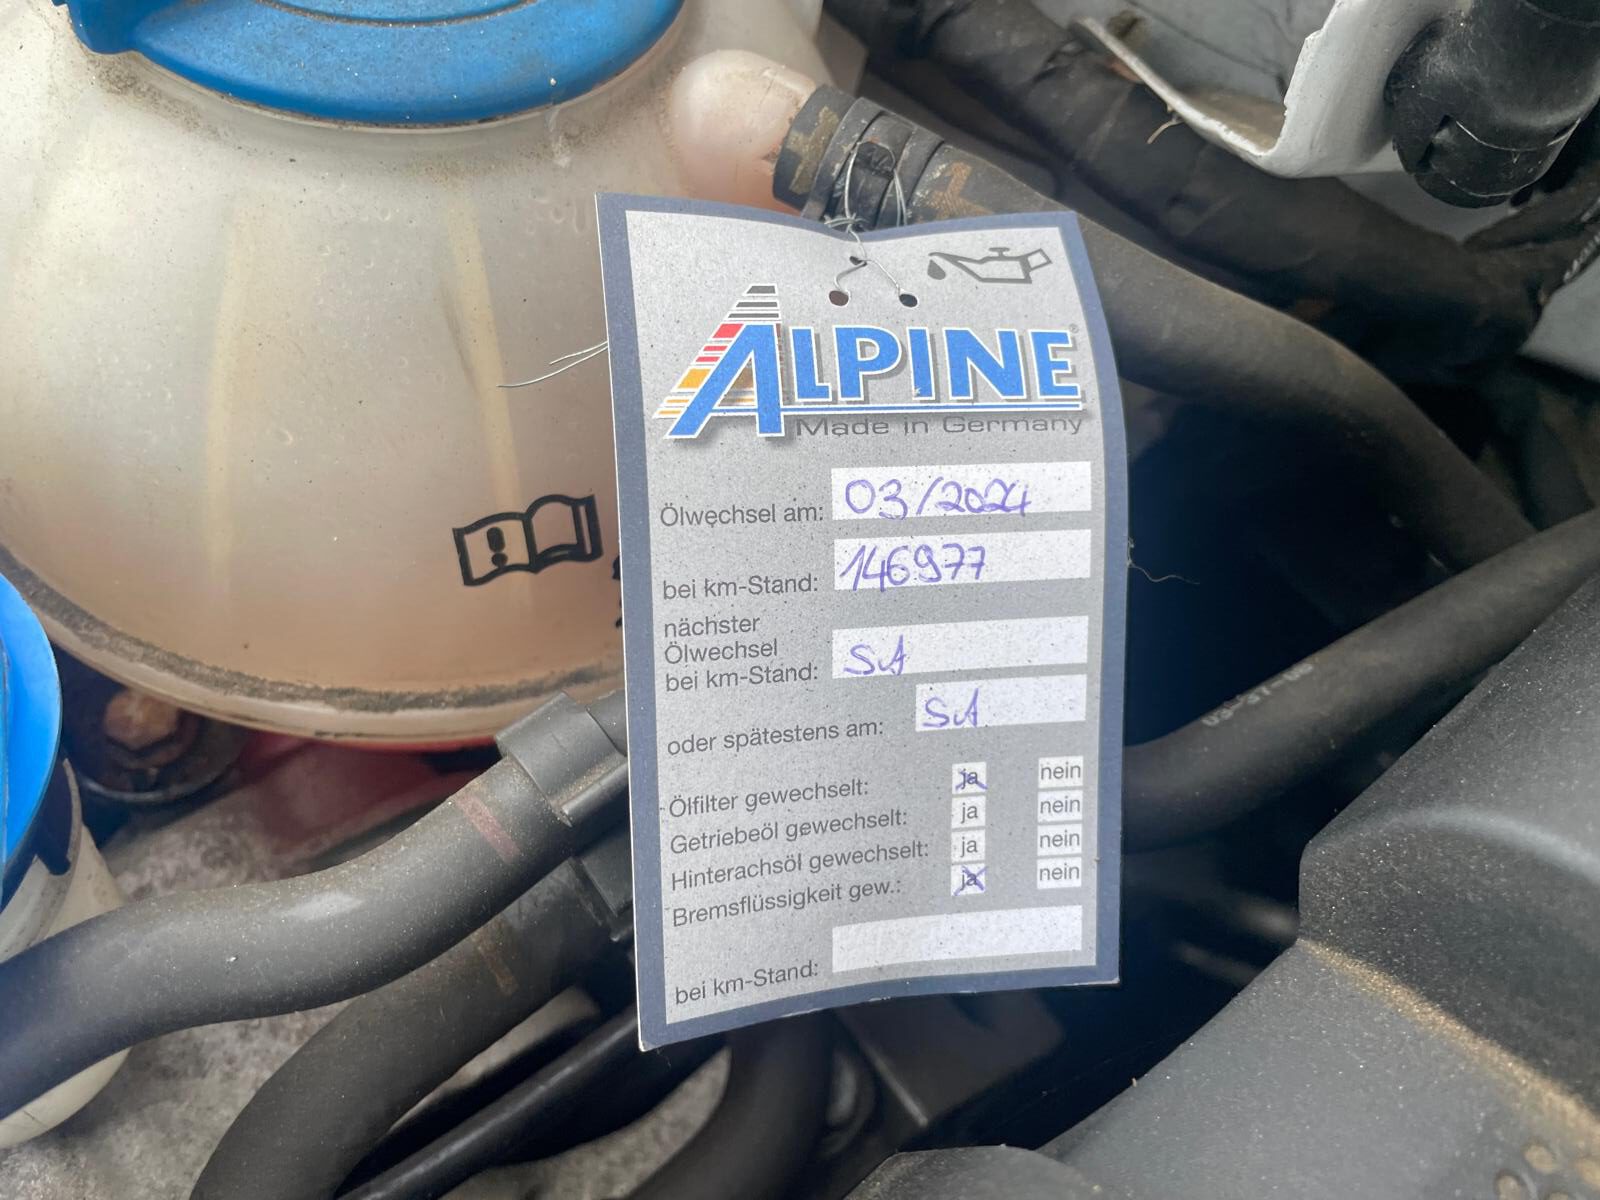 ALPINE®
Made in Germany
Ölwechsel am: 03/2024
bei km-Stand: 146977
nächster
Ölwechsel
bei km-Stand: SA
oder spätestens am: SA
Ölfilter gewechselt: ja nein
Getriebeöl gewechselt: ja nein
Hinterachsöl gewechselt: ja nein
Bremsflüssigkeit gew.: ja nein
bei km-Stand: